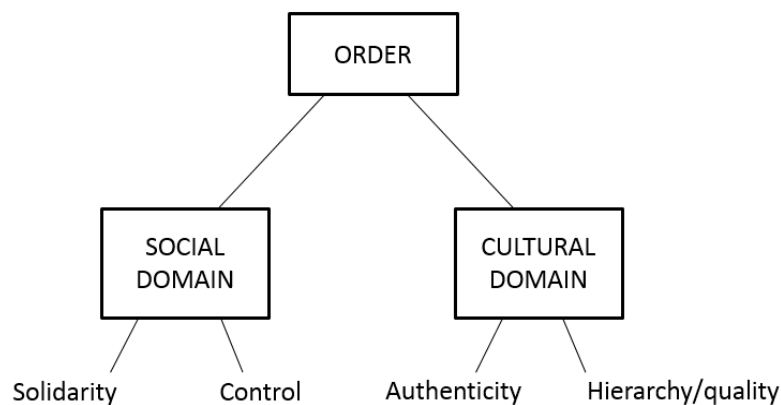 ORDER
SOCIAL
DOMAIN
CULTURAL
DOMAIN
Solidarity
Control
Authenticity
Hierarchy/quality